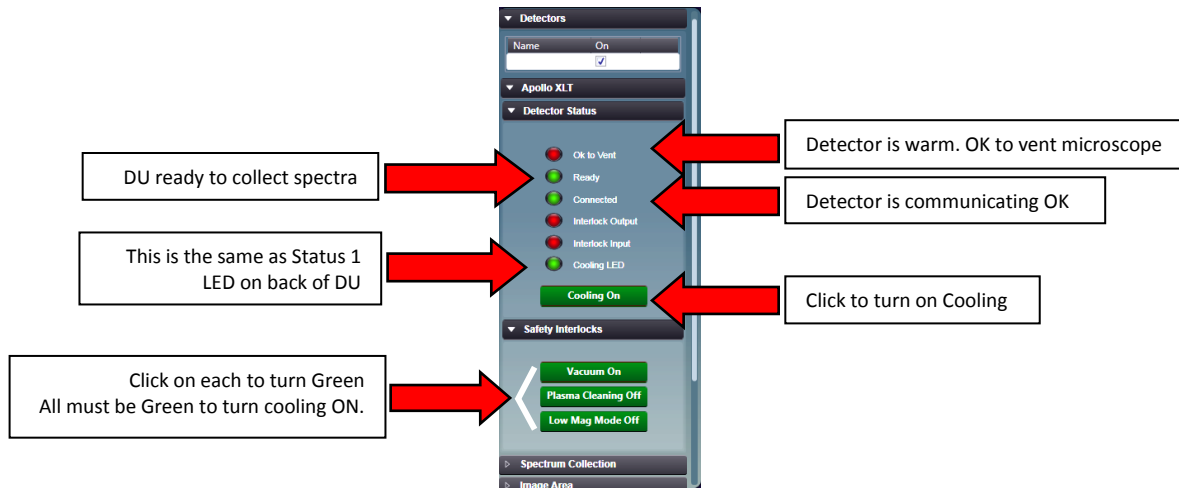 Detectors
Name On
Apollo XLT
Detector Status
Detector is warm. OK to vent microscope
Ok to Vent
DU ready to collect spectra
Ready
Connected
Detector is communicating OK
Interlock Output
This is the same as Status 1
LED on back of DU
Interlock Input
Cooling LED
Cooling On
Click to turn on Cooling
Safety Interlocks
Click on each to turn Green
All must be Green to turn cooling ON.
Vacuum On
Plasma Cleaning Off
Low Mag Mode Off
Spectrum Collection
Image Area